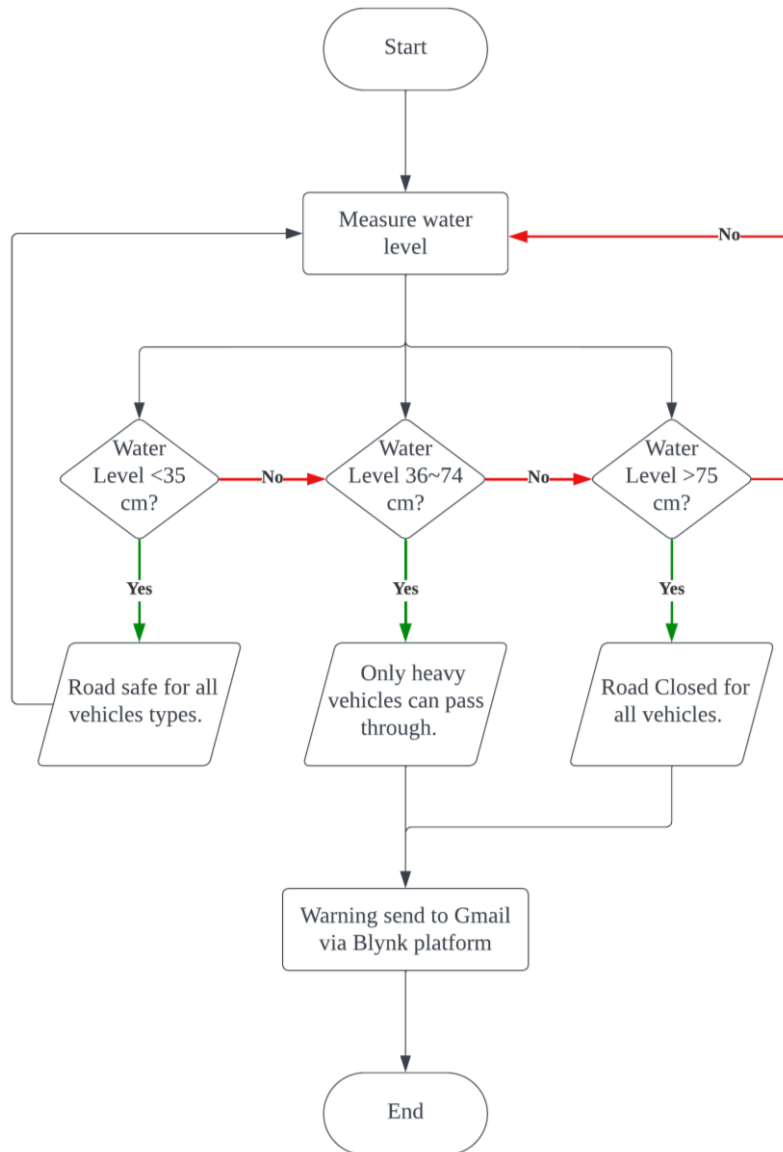 Start
Measure water
level
No
Water
Level <35
cm?
No
Water
Level 36~74
cm?
No
Water
Level >75
cm?
Yes
Yes
Yes
Road safe for all
vehicles types.
Only heavy
vehicles can pass
through.
Road Closed for
all vehicles.
Warning send to Gmail
via Blynk platform
End